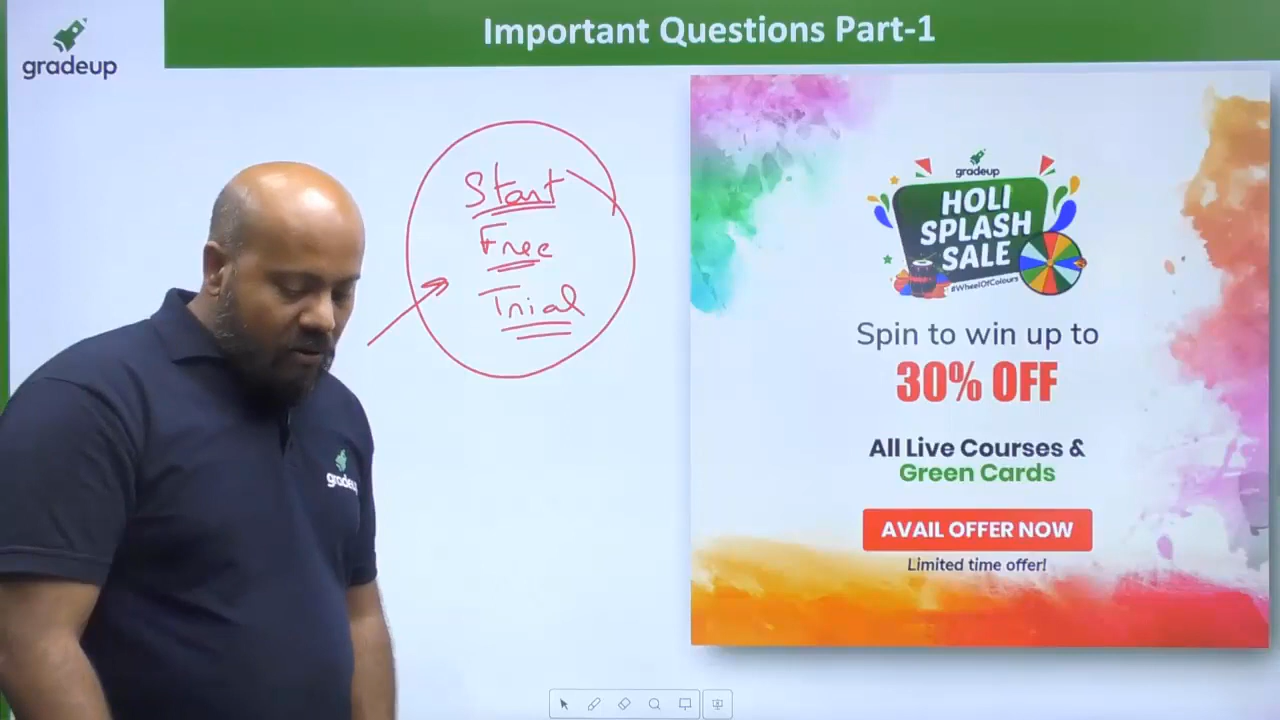 Important Questions Part-1
gradeup
Start
Free
Trial
gradeup
HOLI
SPLASH
SALE
#WheelOfColours
Spin to win up to
30% OFF
All Live Courses &
Green Cards
AVAIL OFFER NOW
Limited time offer!
gradeup